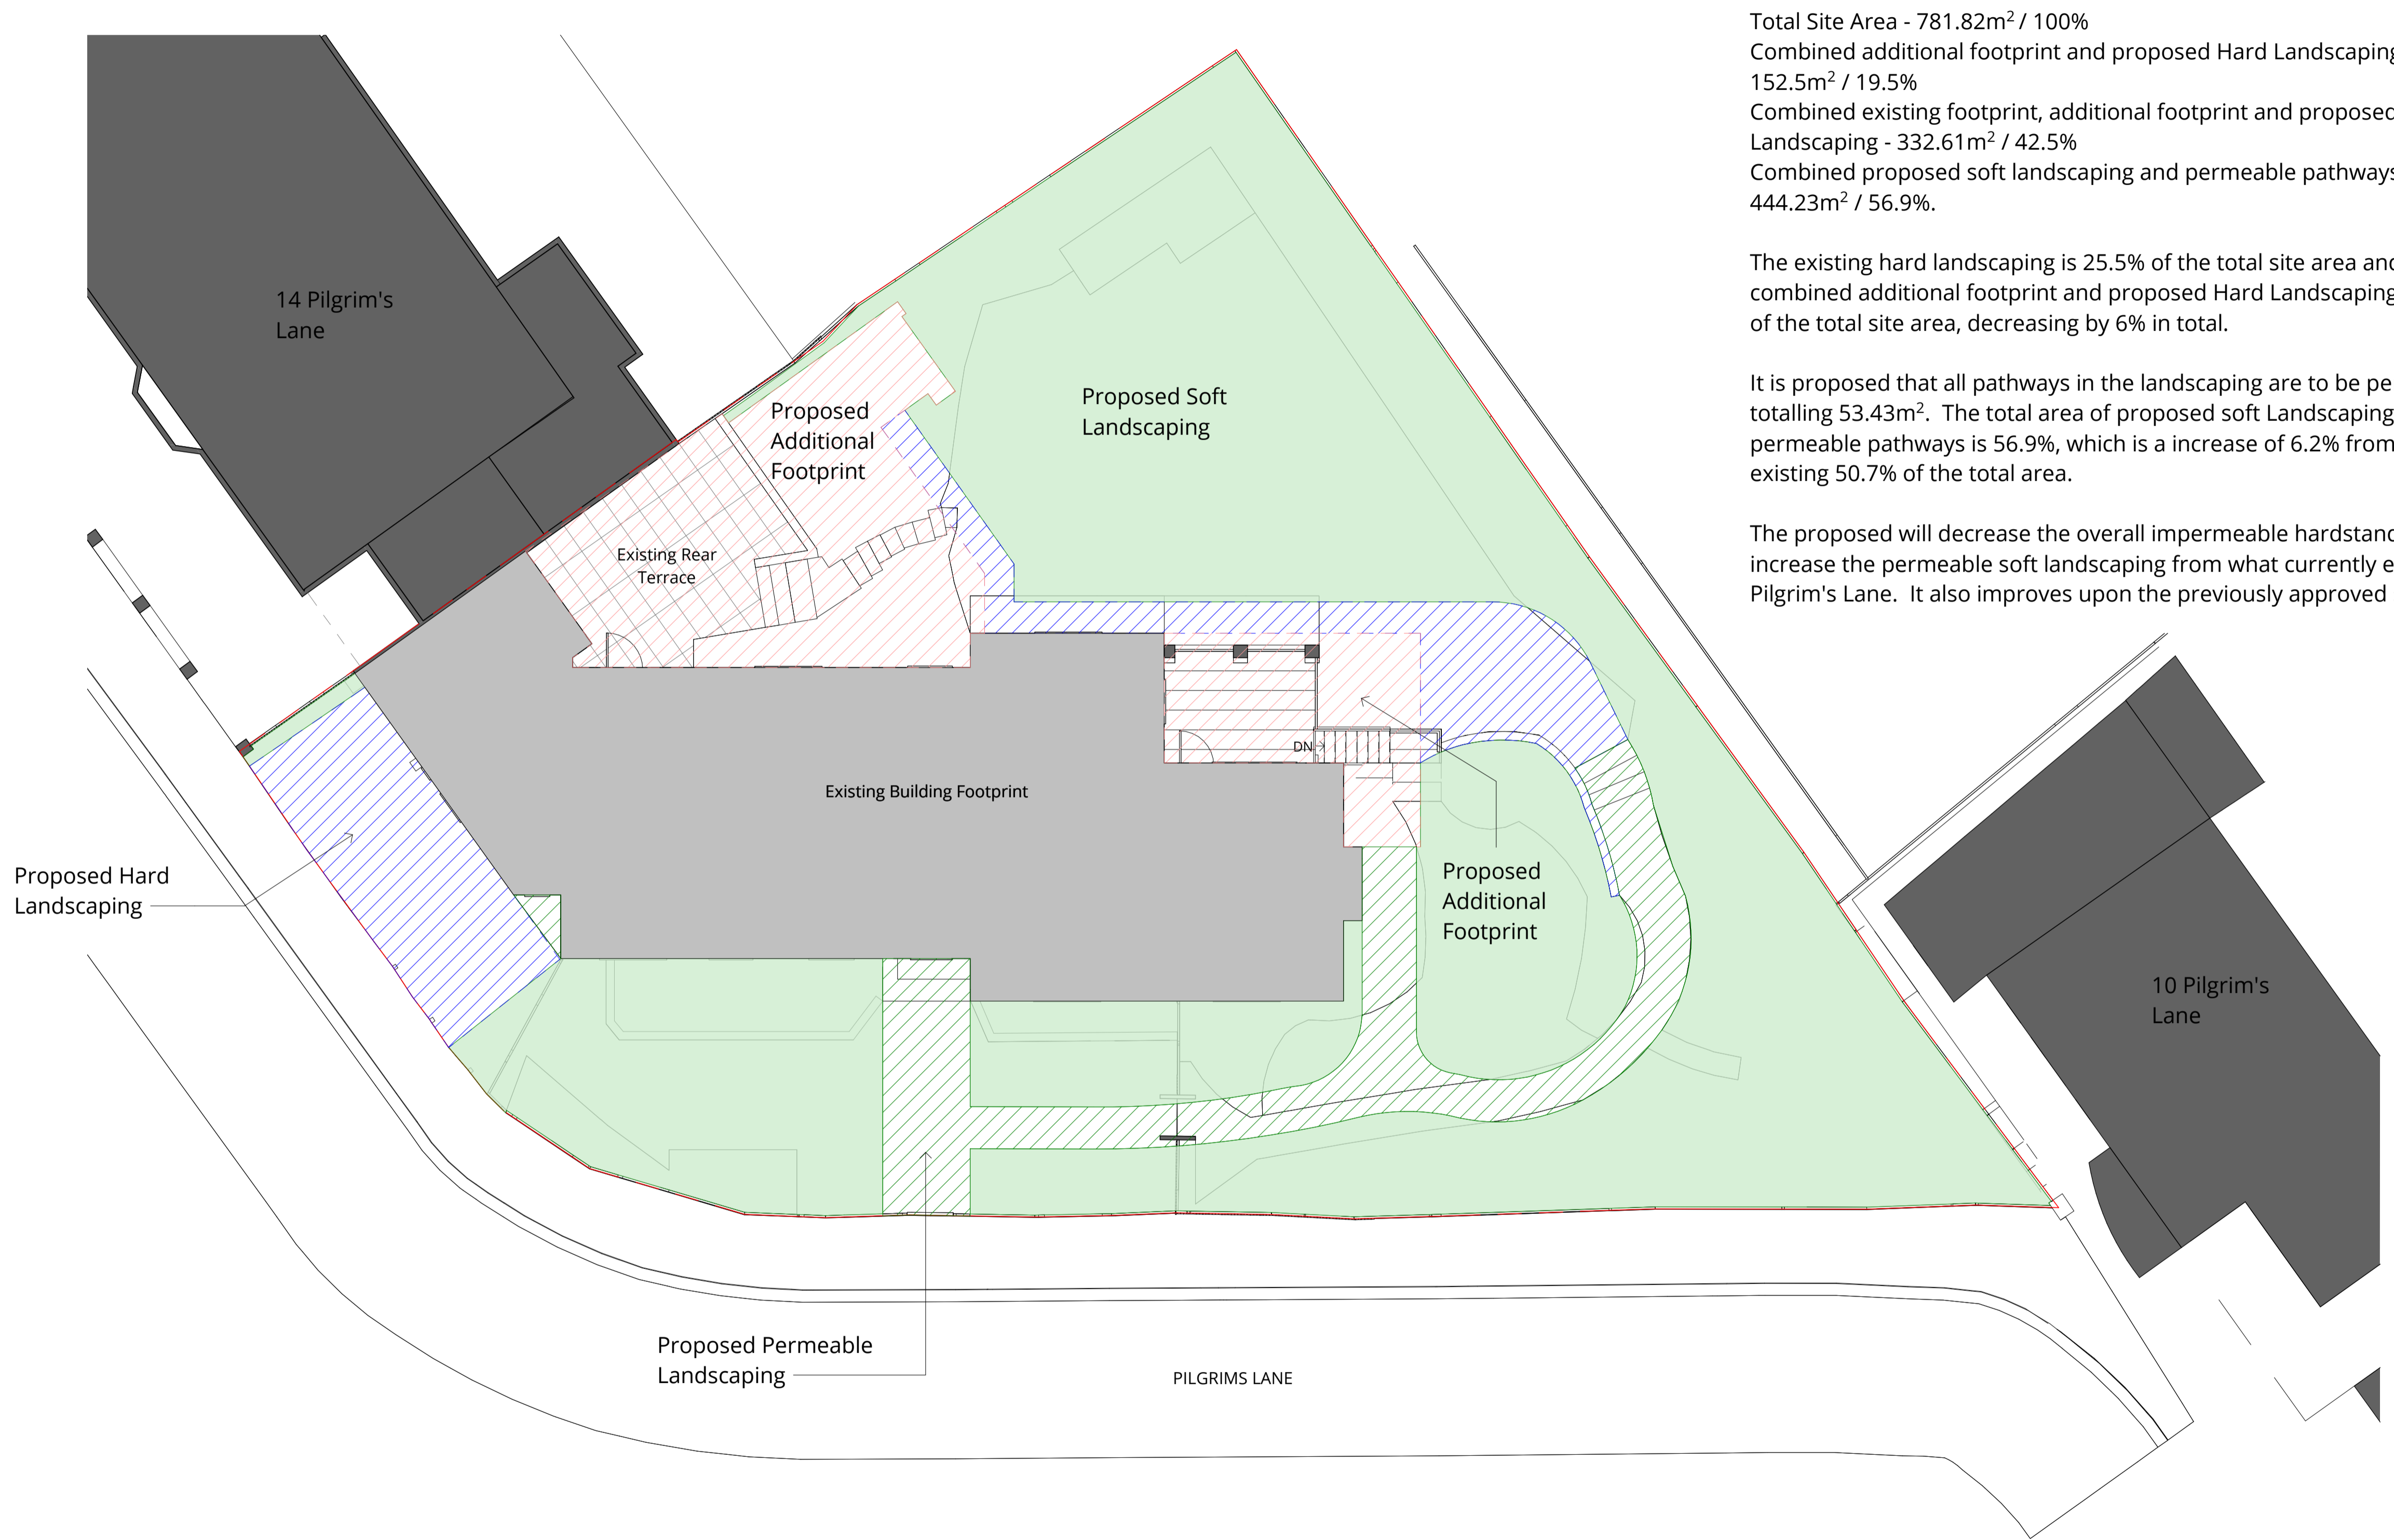 Total Site Area - 781.82m² / 100%
Combined additional footprint and proposed Hard Landscaping
152.5m² / 19.5%
Combined existing footprint, additional footprint and proposed
Landscaping - 332.61m² / 42.5%
Combined proposed soft landscaping and permeable pathways
444.23m² / 56.9%.
The existing hard landscaping is 25.5% of the total site area and
combined additional footprint and proposed Hard Landscaping
of the total site area, decreasing by 6% in total.
It is proposed that all pathways in the landscaping are to be pe
totalling 53.43m². The total area of proposed soft Landscaping
permeable pathways is 56.9%, which is a increase of 6.2% from
existing 50.7% of the total area.
The proposed will decrease the overall impermeable hardstand
increase the permeable soft landscaping from what currently e
Pilgrim's Lane. It also improves upon the previously approved
14 Pilgrim's
Lane
Proposed
Additional
Footprint
Proposed Soft
Landscaping
Existing Rear
Terrace
DN
Existing Building Footprint
Proposed Hard
Landscaping
Proposed
Additional
Footprint
10 Pilgrim's
Lane
Proposed Permeable
Landscaping
PILGRIMS LANE